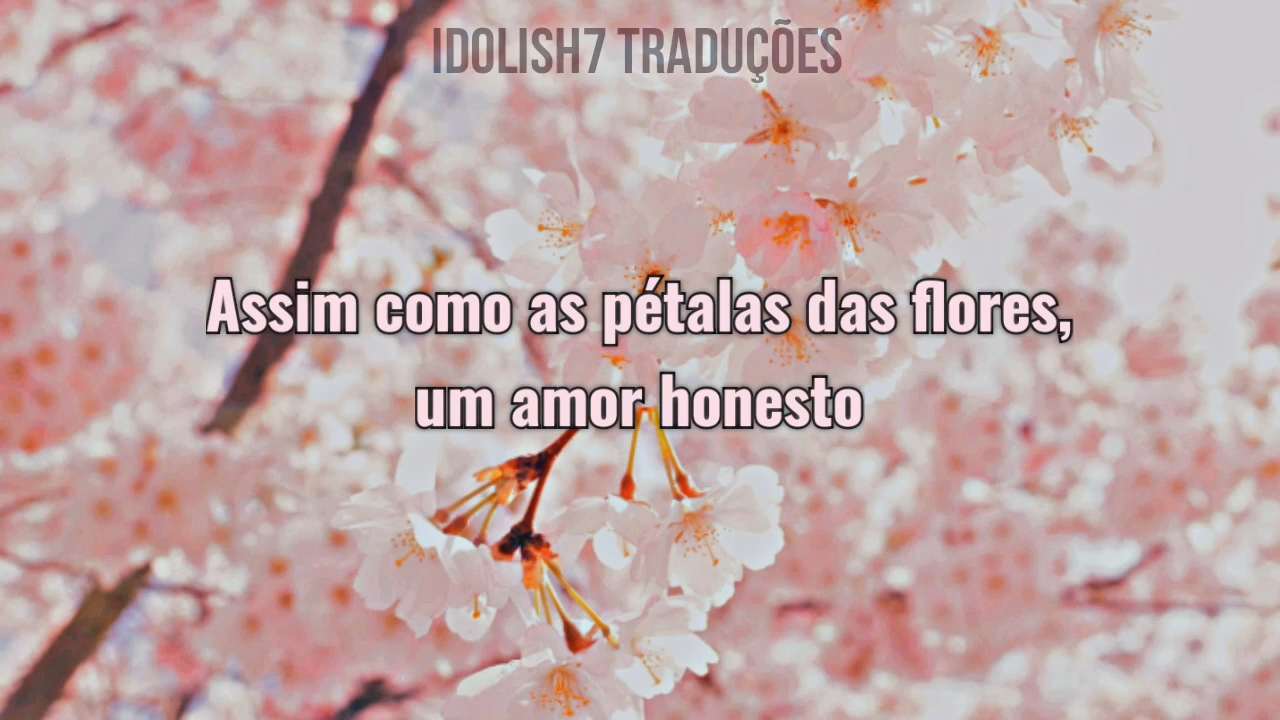 IDOLISH7 TRADUÇÕES
Assim como as pétalas das flores,
um amor honesto